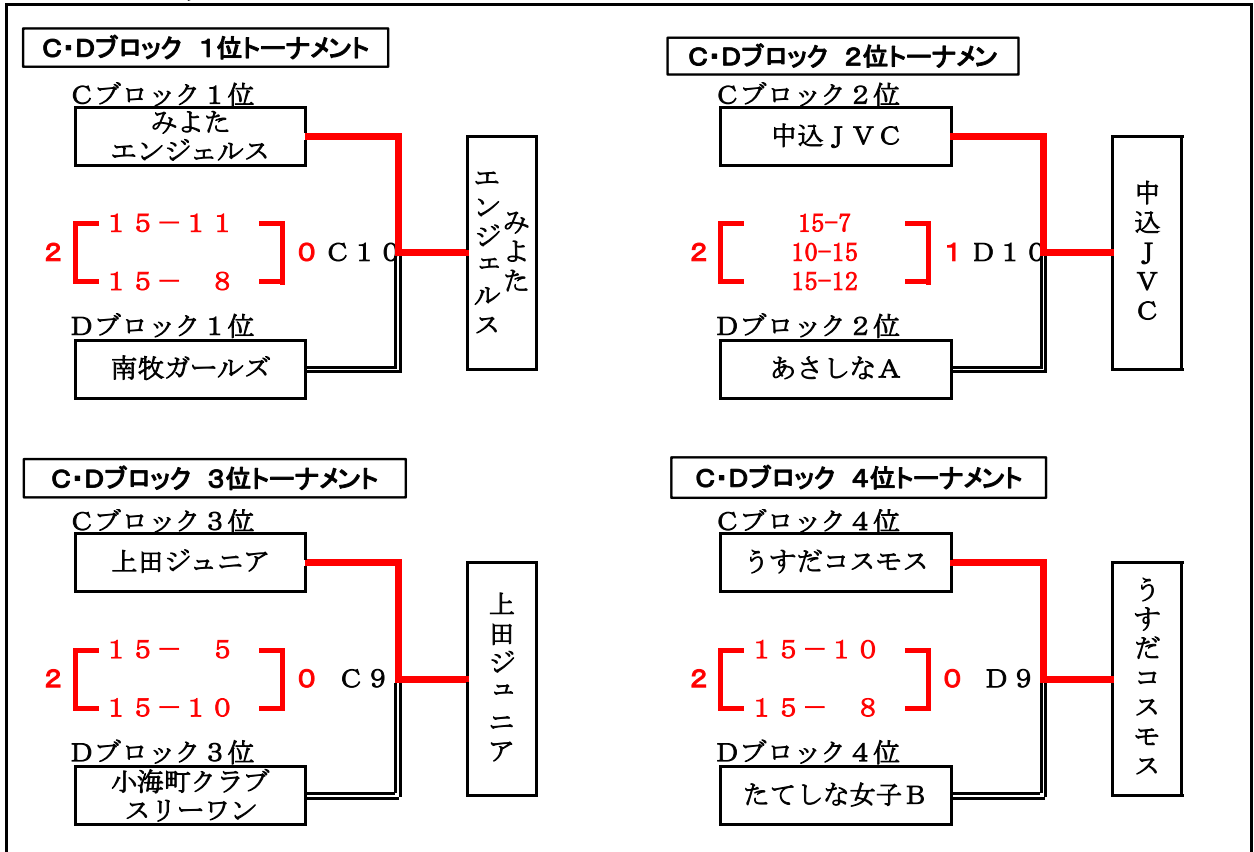 C・Dブロック 1位トーナメント
Cブロック1位
みよた
エンジェルス
15-11
2 0 C10
15- 8
Dブロック1位
南牧ガールズ
みよた
エンジェルス
C・Dブロック 2位トーナメン
Cブロック2位
中込JVC
15-7
2 10-15 1 D10
15-12
Dブロック2位
あさしなA
中込JVC
C・Dブロック 3位トーナメント
Cブロック3位
上田ジュニア
15- 5
2 0 C9
15-10
Dブロック3位
小海町クラブ
スリーワン
上田ジュニア
C・Dブロック 4位トーナメント
Cブロック4位
うすだコスモス
15-10
2 0 D9
15- 8
Dブロック4位
たてしな女子B
うすだコスモス